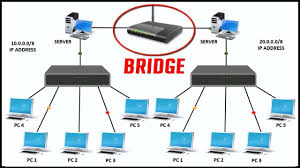 10.0.0.0/8
IP ADDRESS
SERVER
SERVER
20.0.0.0/8
IP ADDRESS
BRIDGE
PC 4
PC 5
PC 1
PC 2
PC 3
PC 4
PC 5
PC 1
PC 2
PC 3